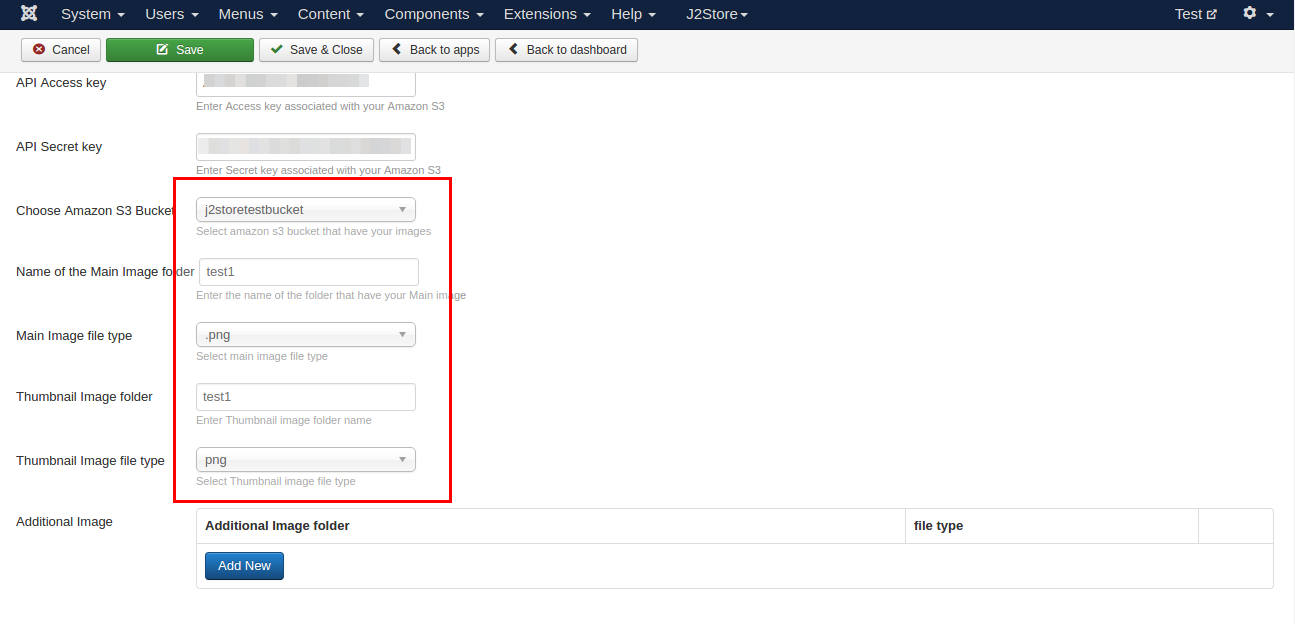 System Users Menus Content Components Extensions Help J2Store Test
Cancel Save Save & Close Back to apps Back to dashboard
API Access key
Enter Access key associated with your Amazon S3
API Secret key
Enter Secret key associated with your Amazon S3
Choose Amazon S3 Bucket j2storetestbucket
Select amazon s3 bucket that have your images
Name of the Main Image folder test1
Enter the name of the folder that have your Main image
Main Image file type .png
Select main image file type
Thumbnail Image folder test1
Enter Thumbnail image folder name
Thumbnail Image file type png
Select Thumbnail image file type
Additional Image Additional Image folder file type
Add New